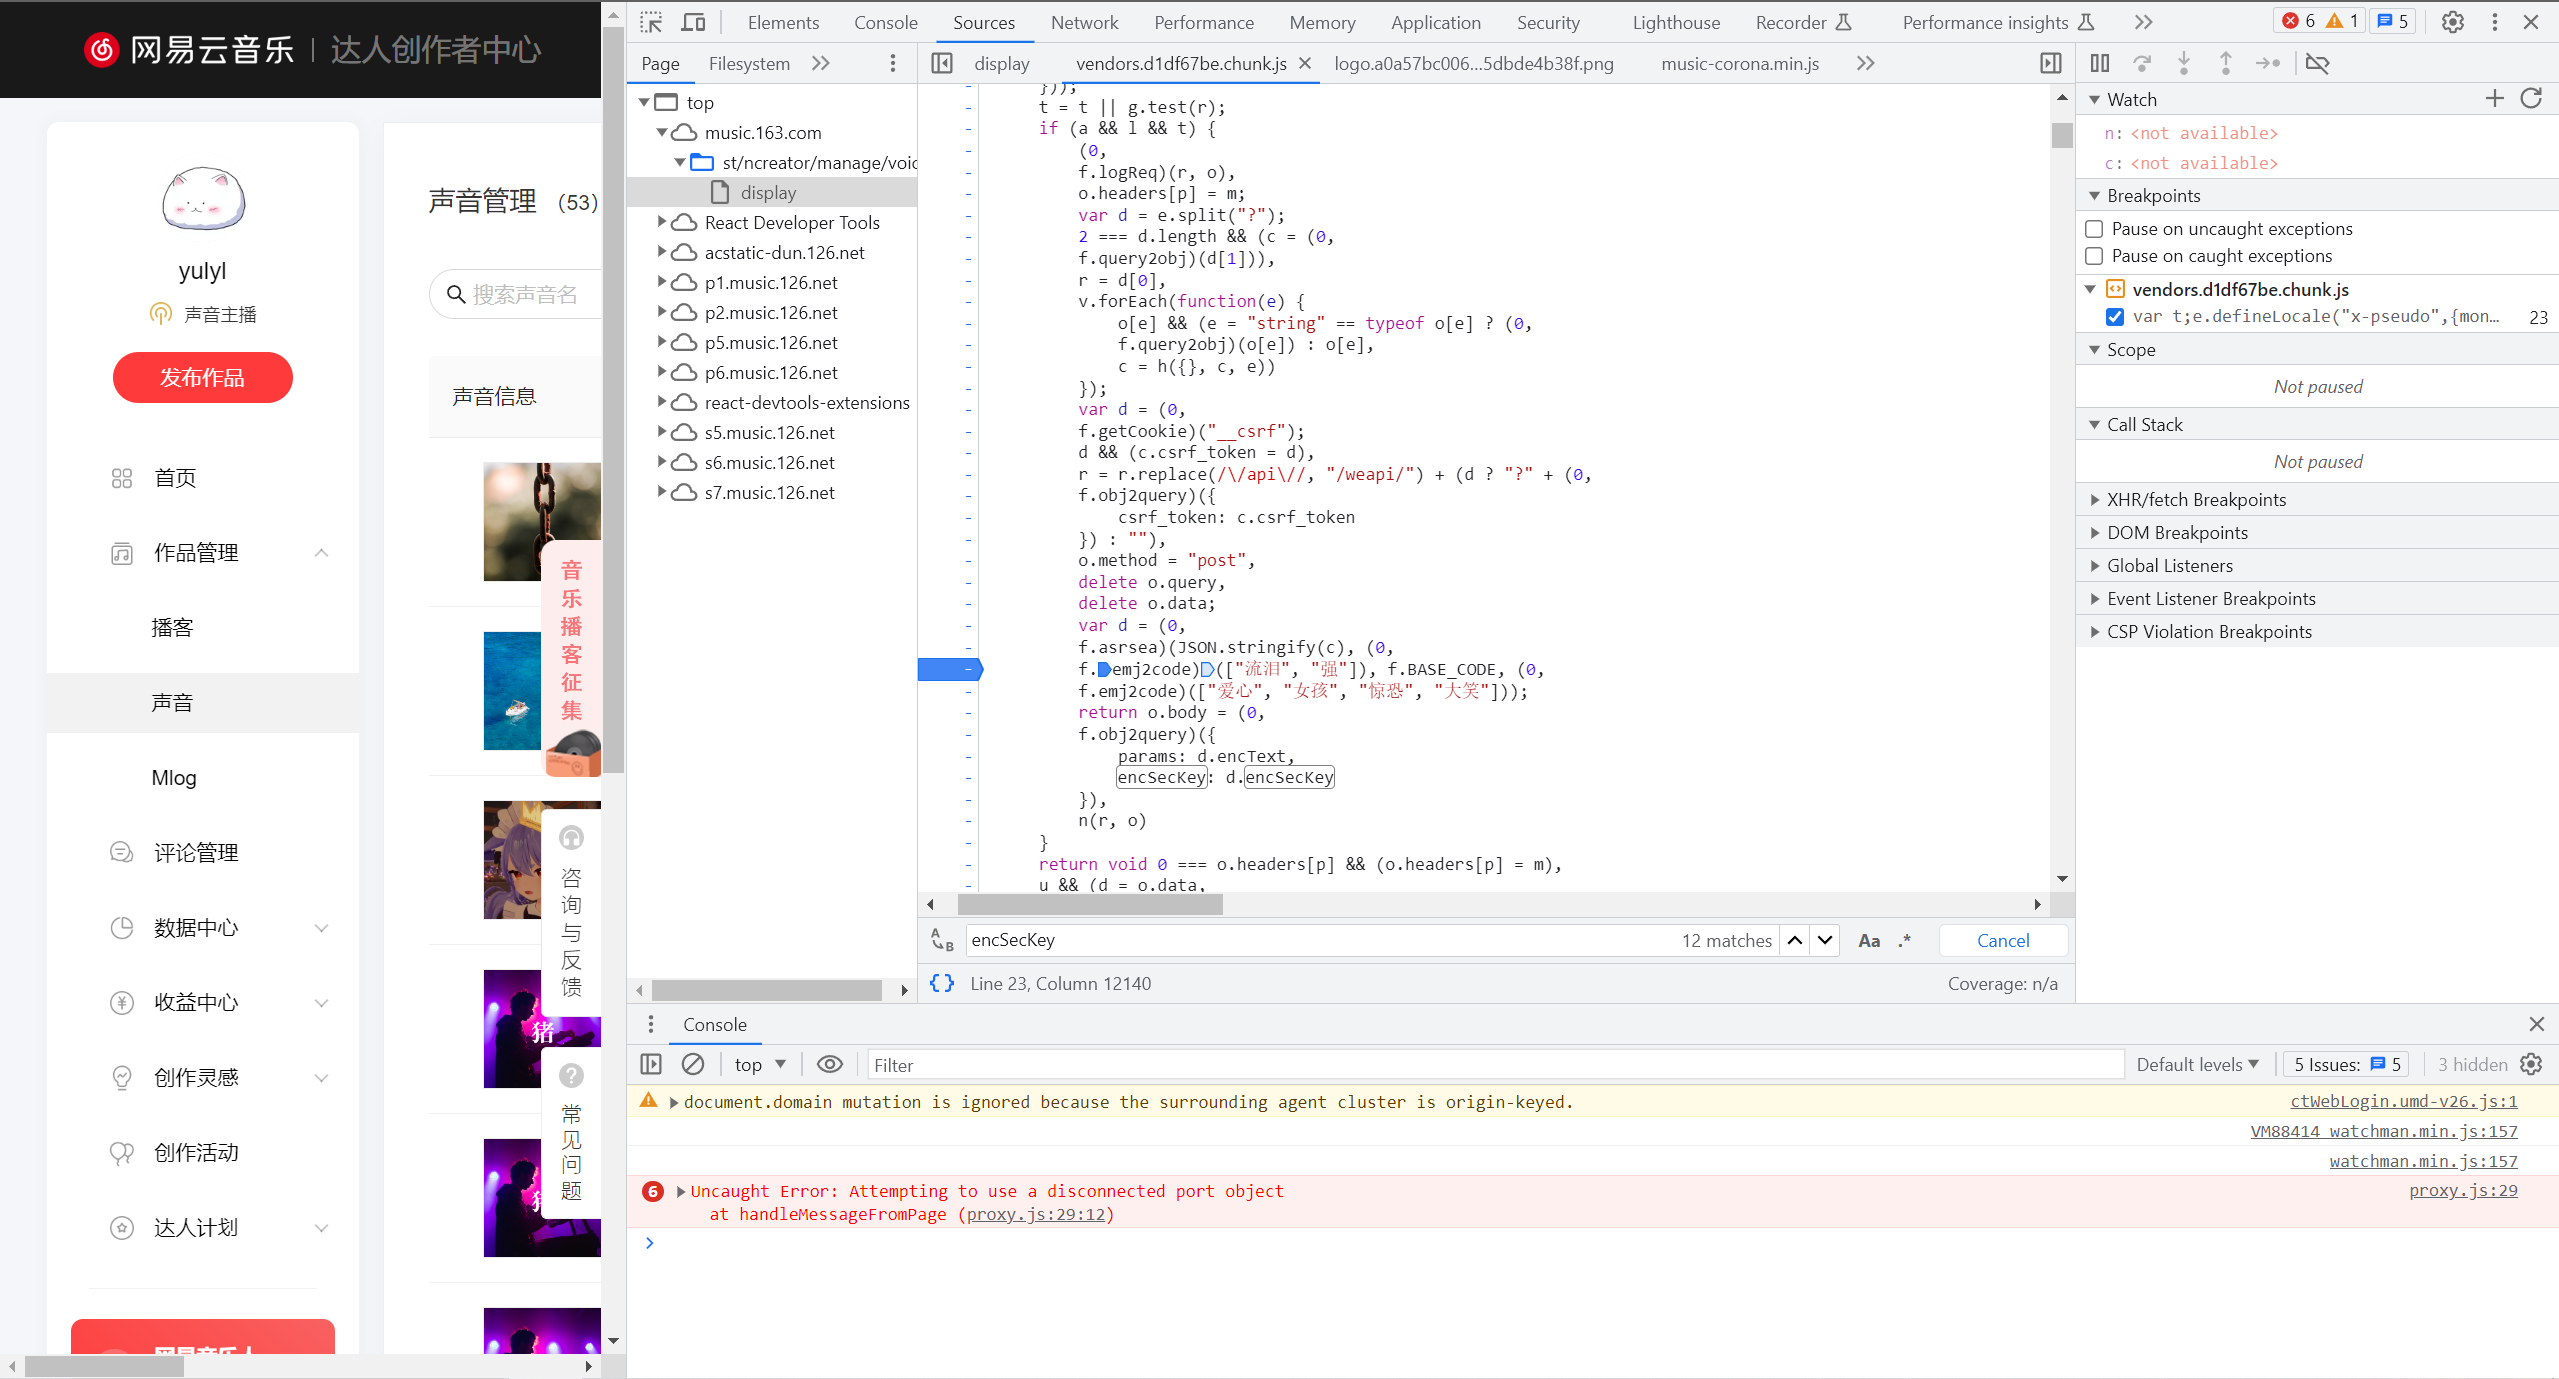 网易云音乐 | 达人创作者中心
yulyl
声音主播
发布作品
首页
作品管理
播客
声音
Mlog
评论管理
数据中心
收益中心
创作灵感
创作活动
达人计划
声音管理 (53)
搜索声音名
声音信息
音乐播客征集
咨询与反馈
常见问题
猪
Elements Console Sources Network Performance Memory Application Security Lighthouse Recorder Performance insights 6 1 5
Page Filesystem
display vendors.d1df67be.chunk.js logo.a0a57bc006...5dbde4b38f.png music-corona.min.js
top
music.163.com
st/ncreator/manage/voic
display
React Developer Tools
acstatic-dun.126.net
p1.music.126.net
p2.music.126.net
p5.music.126.net
p6.music.126.net
react-devtools-extensions
s5.music.126.net
s6.music.126.net
s7.music.126.net
}));
t = t || g.test(r);
if (a && l && t) {
(0,
f.logReq)(r, o),
o.headers[p] = m;
var d = e.split("?");
2 === d.length && (c = (0,
f.query2obj)(d[1])),
r = d[0],
v.forEach(function(e) {
o[e] && (e = "string" == typeof o[e] ? (0,
f.query2obj)(o[e]) : o[e],
c = h({}, c, e))
});
var d = (0,
f.getCookie)("__csrf");
d && (c.csrf_token = d),
r = r.replace(/\/api\//, "/weapi/") + (d ? "?" + (0,
f.obj2query)({
csrf_token: c.csrf_token
}) : ""),
o.method = "post",
delete o.query,
delete o.data;
var d = (0,
f.asrsea)(JSON.stringify(c), (0,
f.emj2code)(["流泪", "强"]), f.BASE_CODE, (0,
f.emj2code)(["爱心", "女孩", "惊恐", "大笑"]));
return o.body = (0,
f.obj2query)({
params: d.encText,
encSecKey: d.encSecKey
}),
n(r, o)
}
return void 0 === o.headers[p] && (o.headers[p] = m),
u && (d = o.data,
encSecKey 12 matches Aa .* Cancel
{} Line 23, Column 12140 Coverage: n/a
Watch
n: <not available>
c: <not available>
Breakpoints
Pause on uncaught exceptions
Pause on caught exceptions
vendors.d1df67be.chunk.js
var t;e.defineLocale("x-pseudo",{mon... 23
Scope
Not paused
Call Stack
Not paused
XHR/fetch Breakpoints
DOM Breakpoints
Global Listeners
Event Listener Breakpoints
CSP Violation Breakpoints
Console
top Filter Default levels 5 Issues: 5 3 hidden
document.domain mutation is ignored because the surrounding agent cluster is origin-keyed. ctWebLogin.umd-v26.js:1
VM88414 watchman.min.js:157
watchman.min.js:157
6 Uncaught Error: Attempting to use a disconnected port object proxy.js:29
at handleMessageFromPage (proxy.js:29:12)